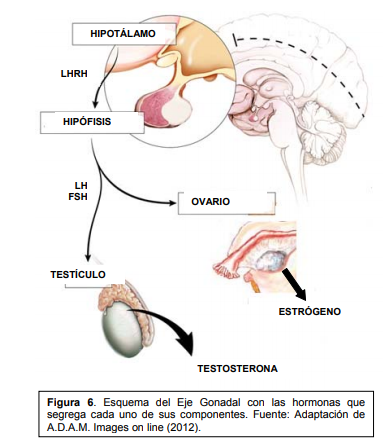 HIPOTÁLAMO
LHRH
HIPÓFISIS
LH
FSH
OVARIO
TESTÍCULO
ESTRÓGENO
TESTOSTERONA
Figura 6. Esquema del Eje Gonadal con las hormonas que
segrega cada uno de sus componentes. Fuente: Adaptación de
A.D.A.M. Images on line (2012).